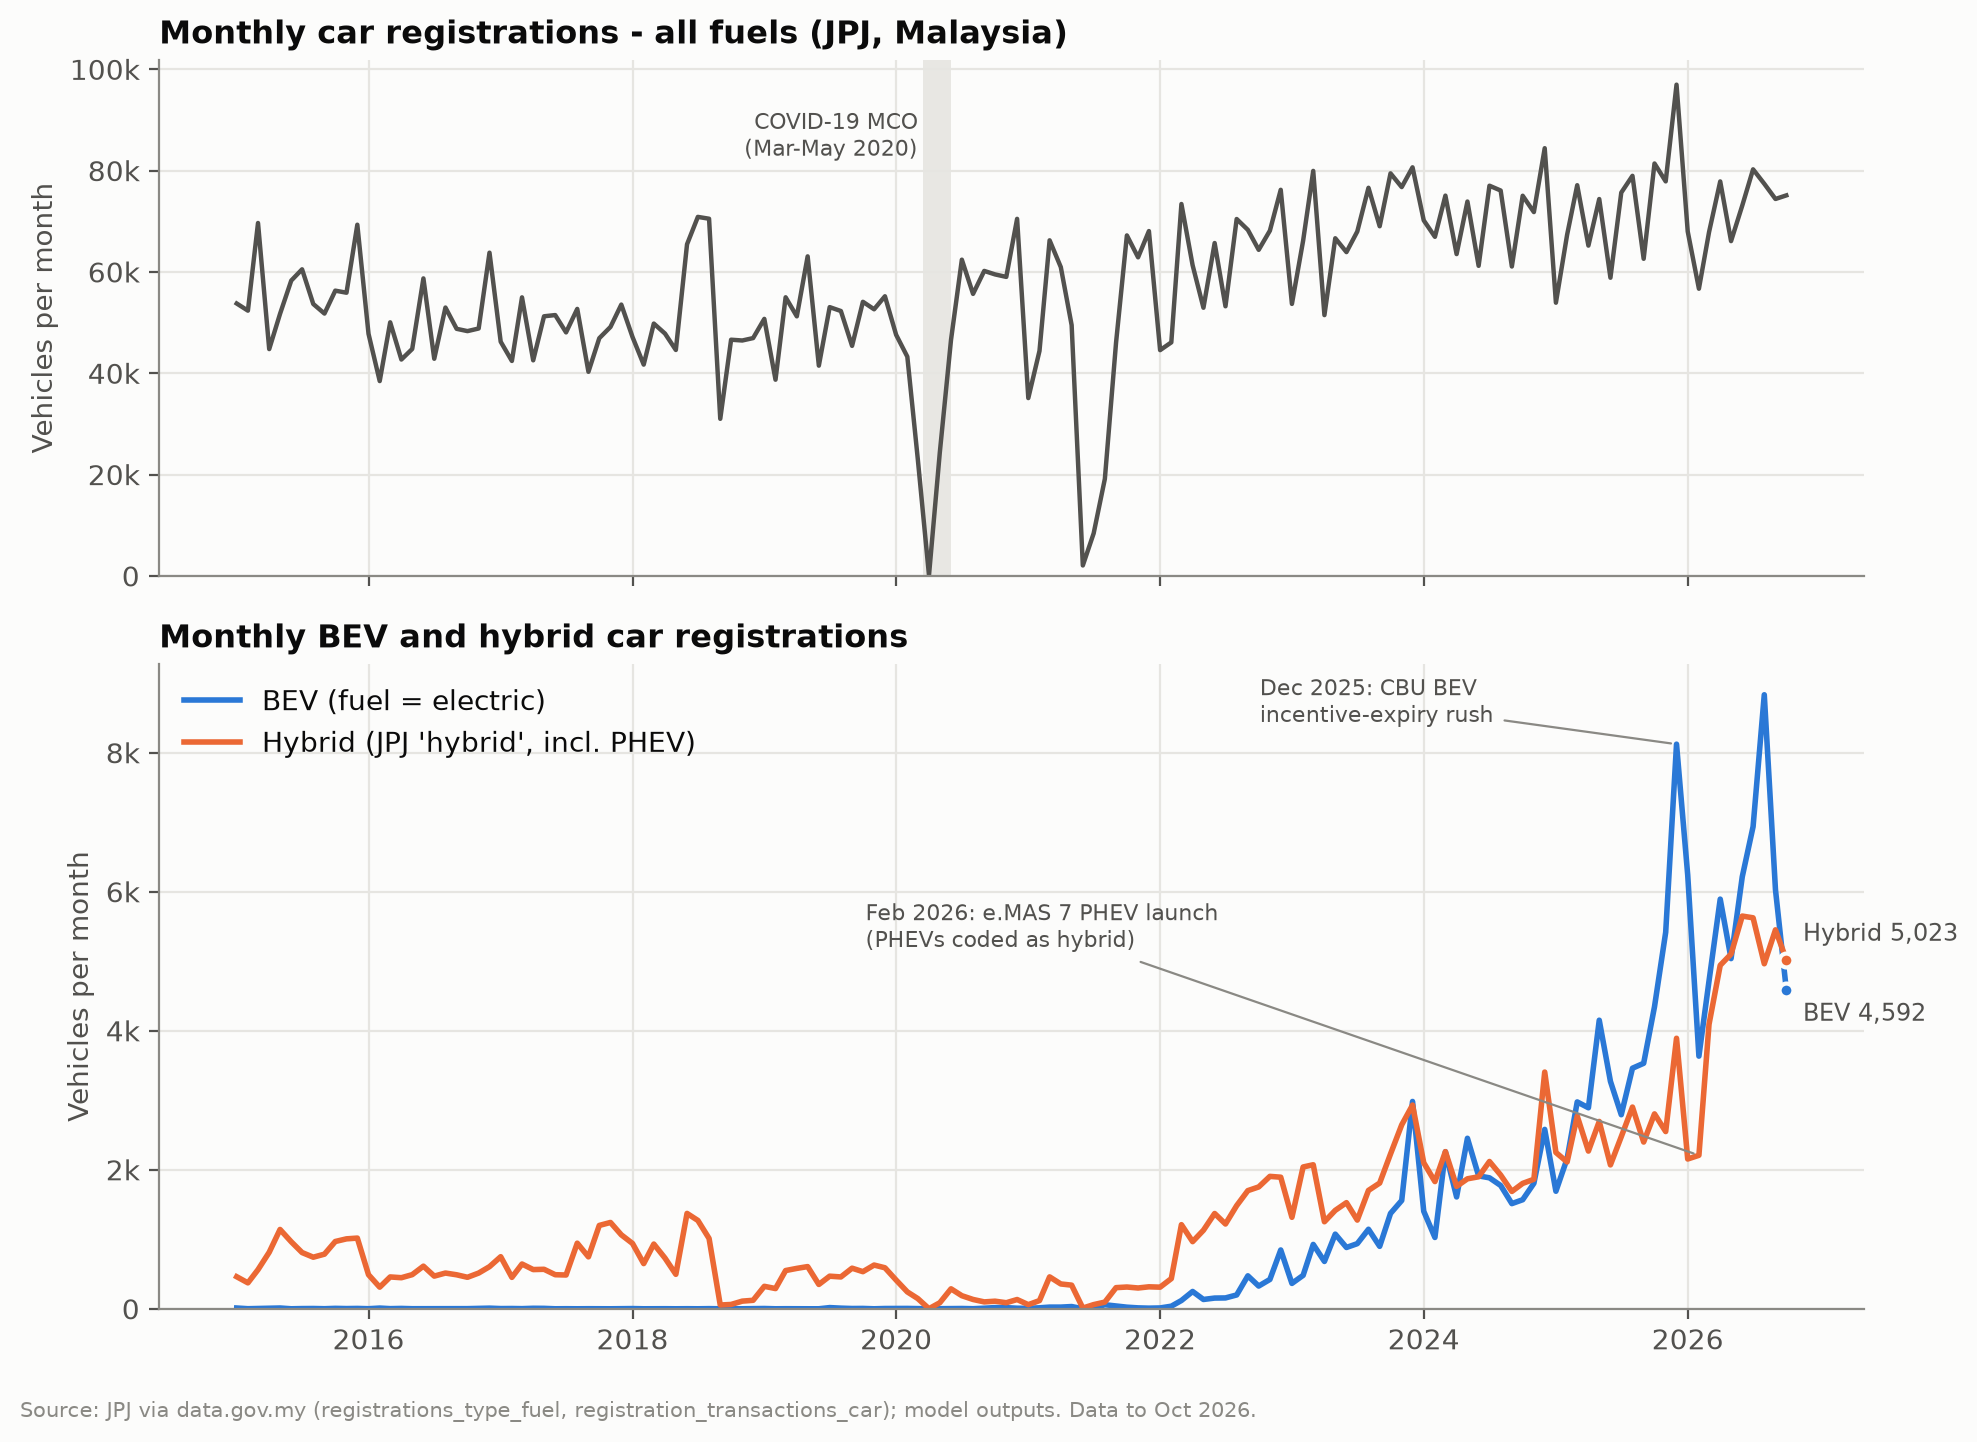 Monthly car registrations - all fuels (JPJ, Malaysia)
100k
80k
60k
40k
20k
0
Vehicles per month
COVID-19 MCO
(Mar-May 2020)
Monthly BEV and hybrid car registrations
BEV (fuel = electric)
Hybrid (JPJ 'hybrid', incl. PHEV)
Dec 2025: CBU BEV
incentive-expiry rush
8k
6k
4k
2k
0
Vehicles per month
Feb 2026: e.MAS 7 PHEV launch
(PHEVs coded as hybrid)
Hybrid 5,023
BEV 4,592
2016
2018
2020
2022
2024
2026
Source: JPJ via data.gov.my (registrations_type_fuel, registration_transactions_car); model outputs. Data to Oct 2026.